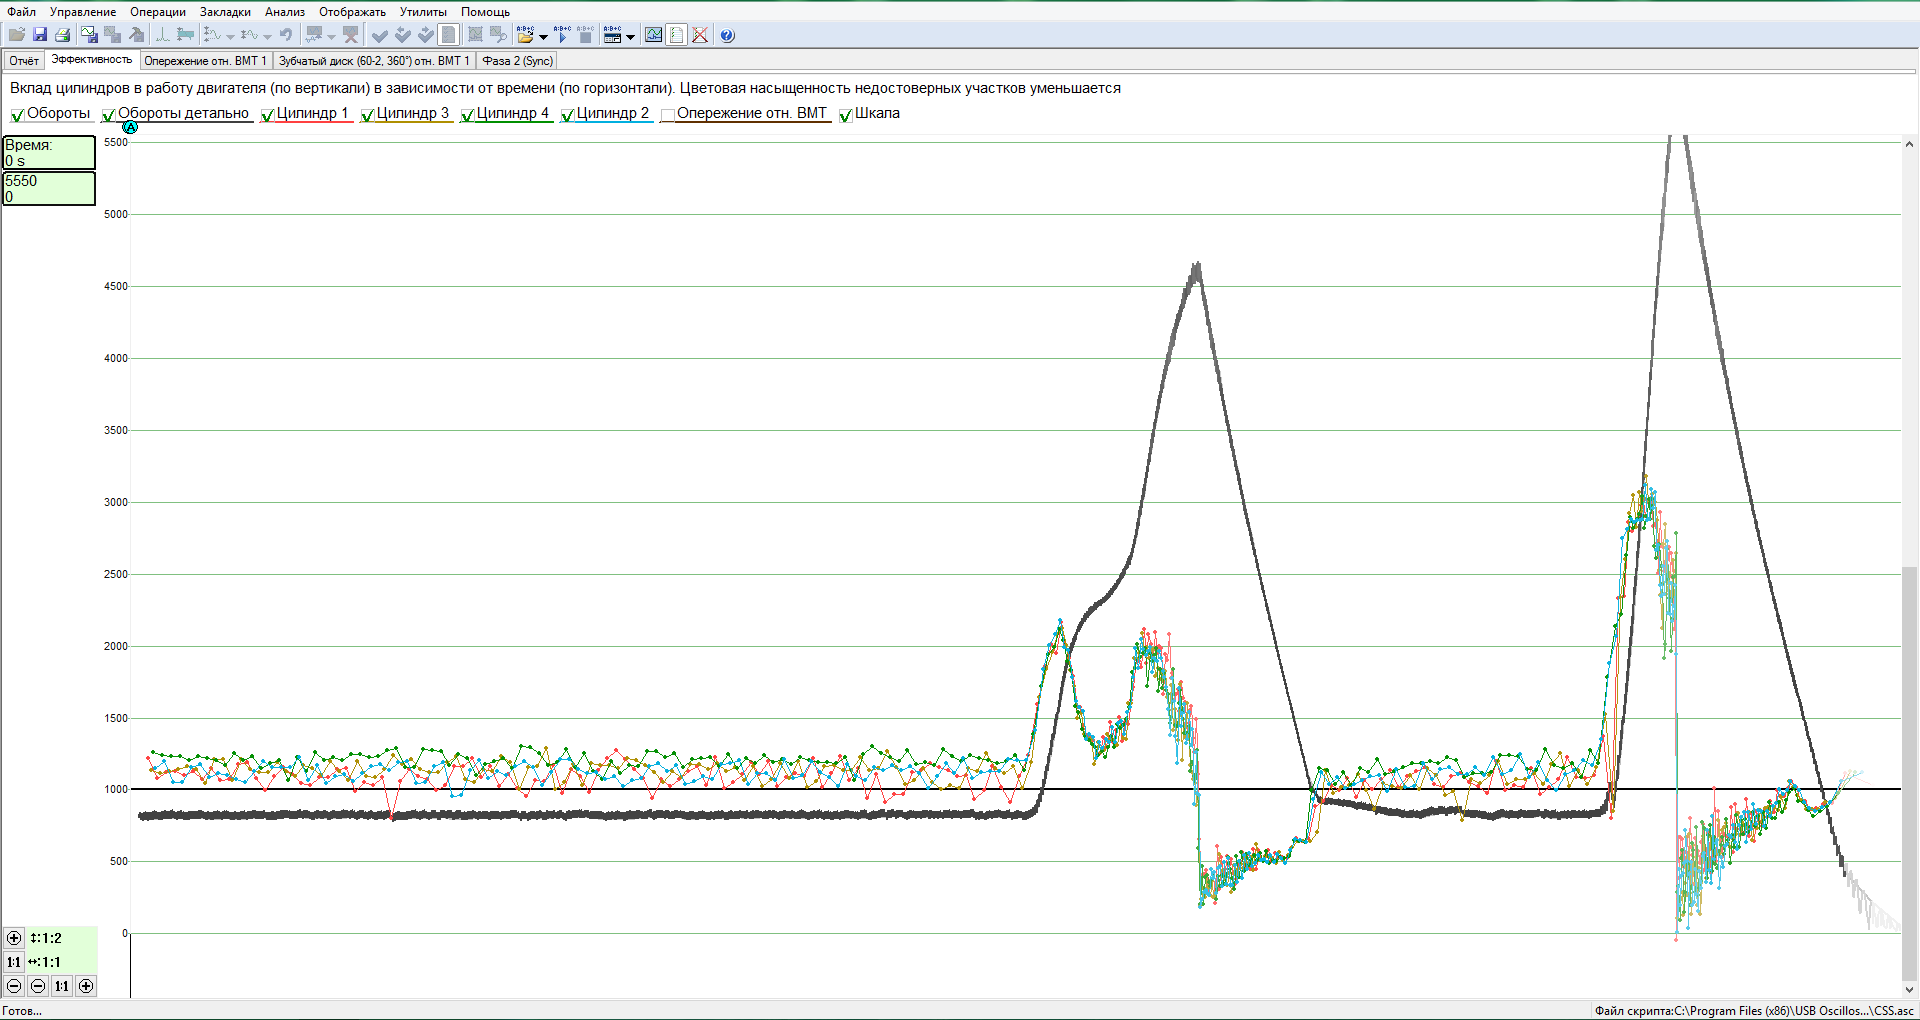 Файл Управление Операции Закладки Анализ Отображать Утилиты Помощь
A:B+C A:B+C A:B+C A:B+C
Отчёт Эффективность Опережение отн. ВМТ 1 Зубчатый диск (60-2, 360°) отн. ВМТ 1 Фаза 2 (Sync)
Вклад цилиндров в работу двигателя (по вертикали) в зависимости от времени (по горизонтали). Цветовая насыщенность недостоверных участков уменьшается
Обороты Обороты детально Цилиндр 1 Цилиндр 3 Цилиндр 4 Цилиндр 2 Опережение отн. ВМТ Шкала
A
Время:
0 s
5550
0
5500
5000
4500
4000
3500
3000
2500
2000
1500
1000
500
0
:1:2
1:1 :1:1
1:1
Готов...
Файл скрипта:C:\Program Files (x86)\USB Oscillos...\CSS.asc